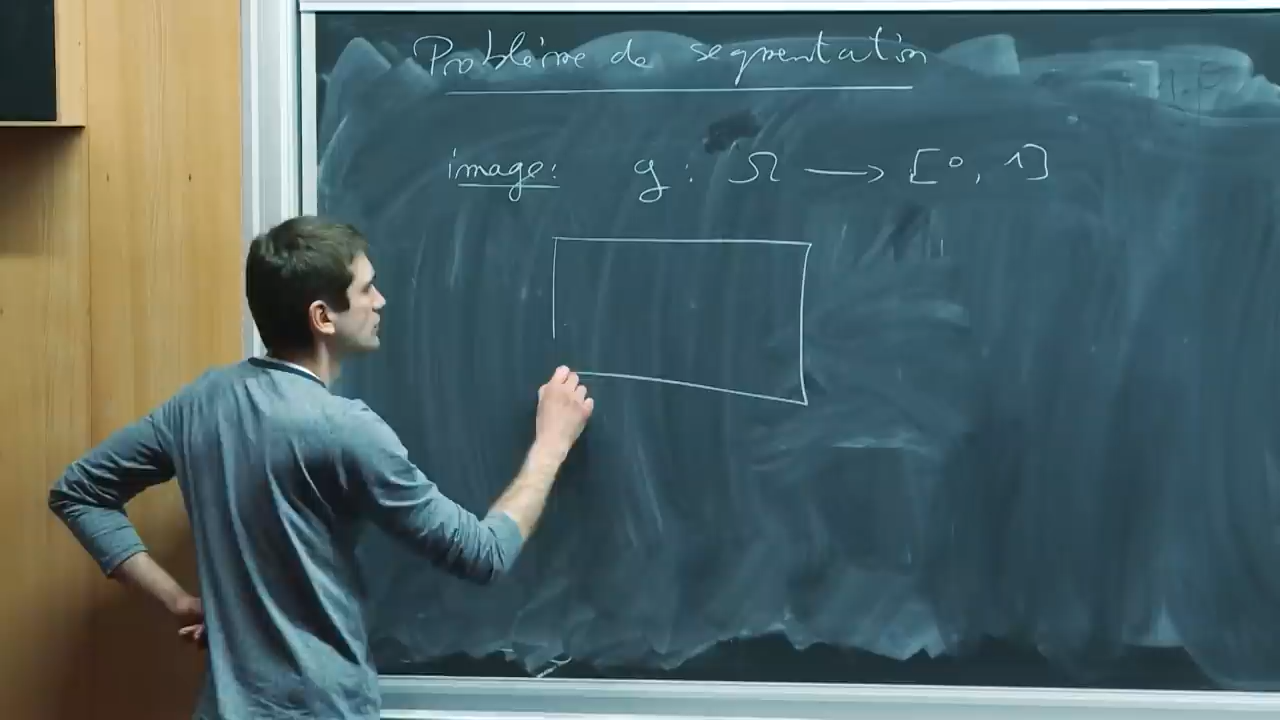 Problème de segmentation
image: g: Ω → [0, 1]